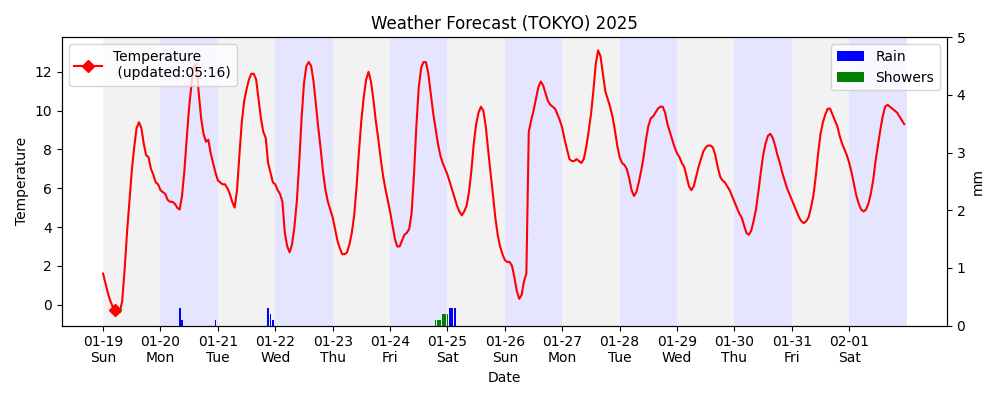 Weather Forecast (TOKYO) 2025
Temperature
(updated:05:16)
Rain
Showers
Temperature
12
10
8
6
4
2
0
5
4
3
2
1
0
mm
01-19 01-20 01-21 01-22 01-23 01-24 01-25 01-26 01-27 01-28 01-29 01-30 01-31 02-01
Sun Mon Tue Wed Thu Fri Sat Sun Mon Tue Wed Thu Fri Sat
Date